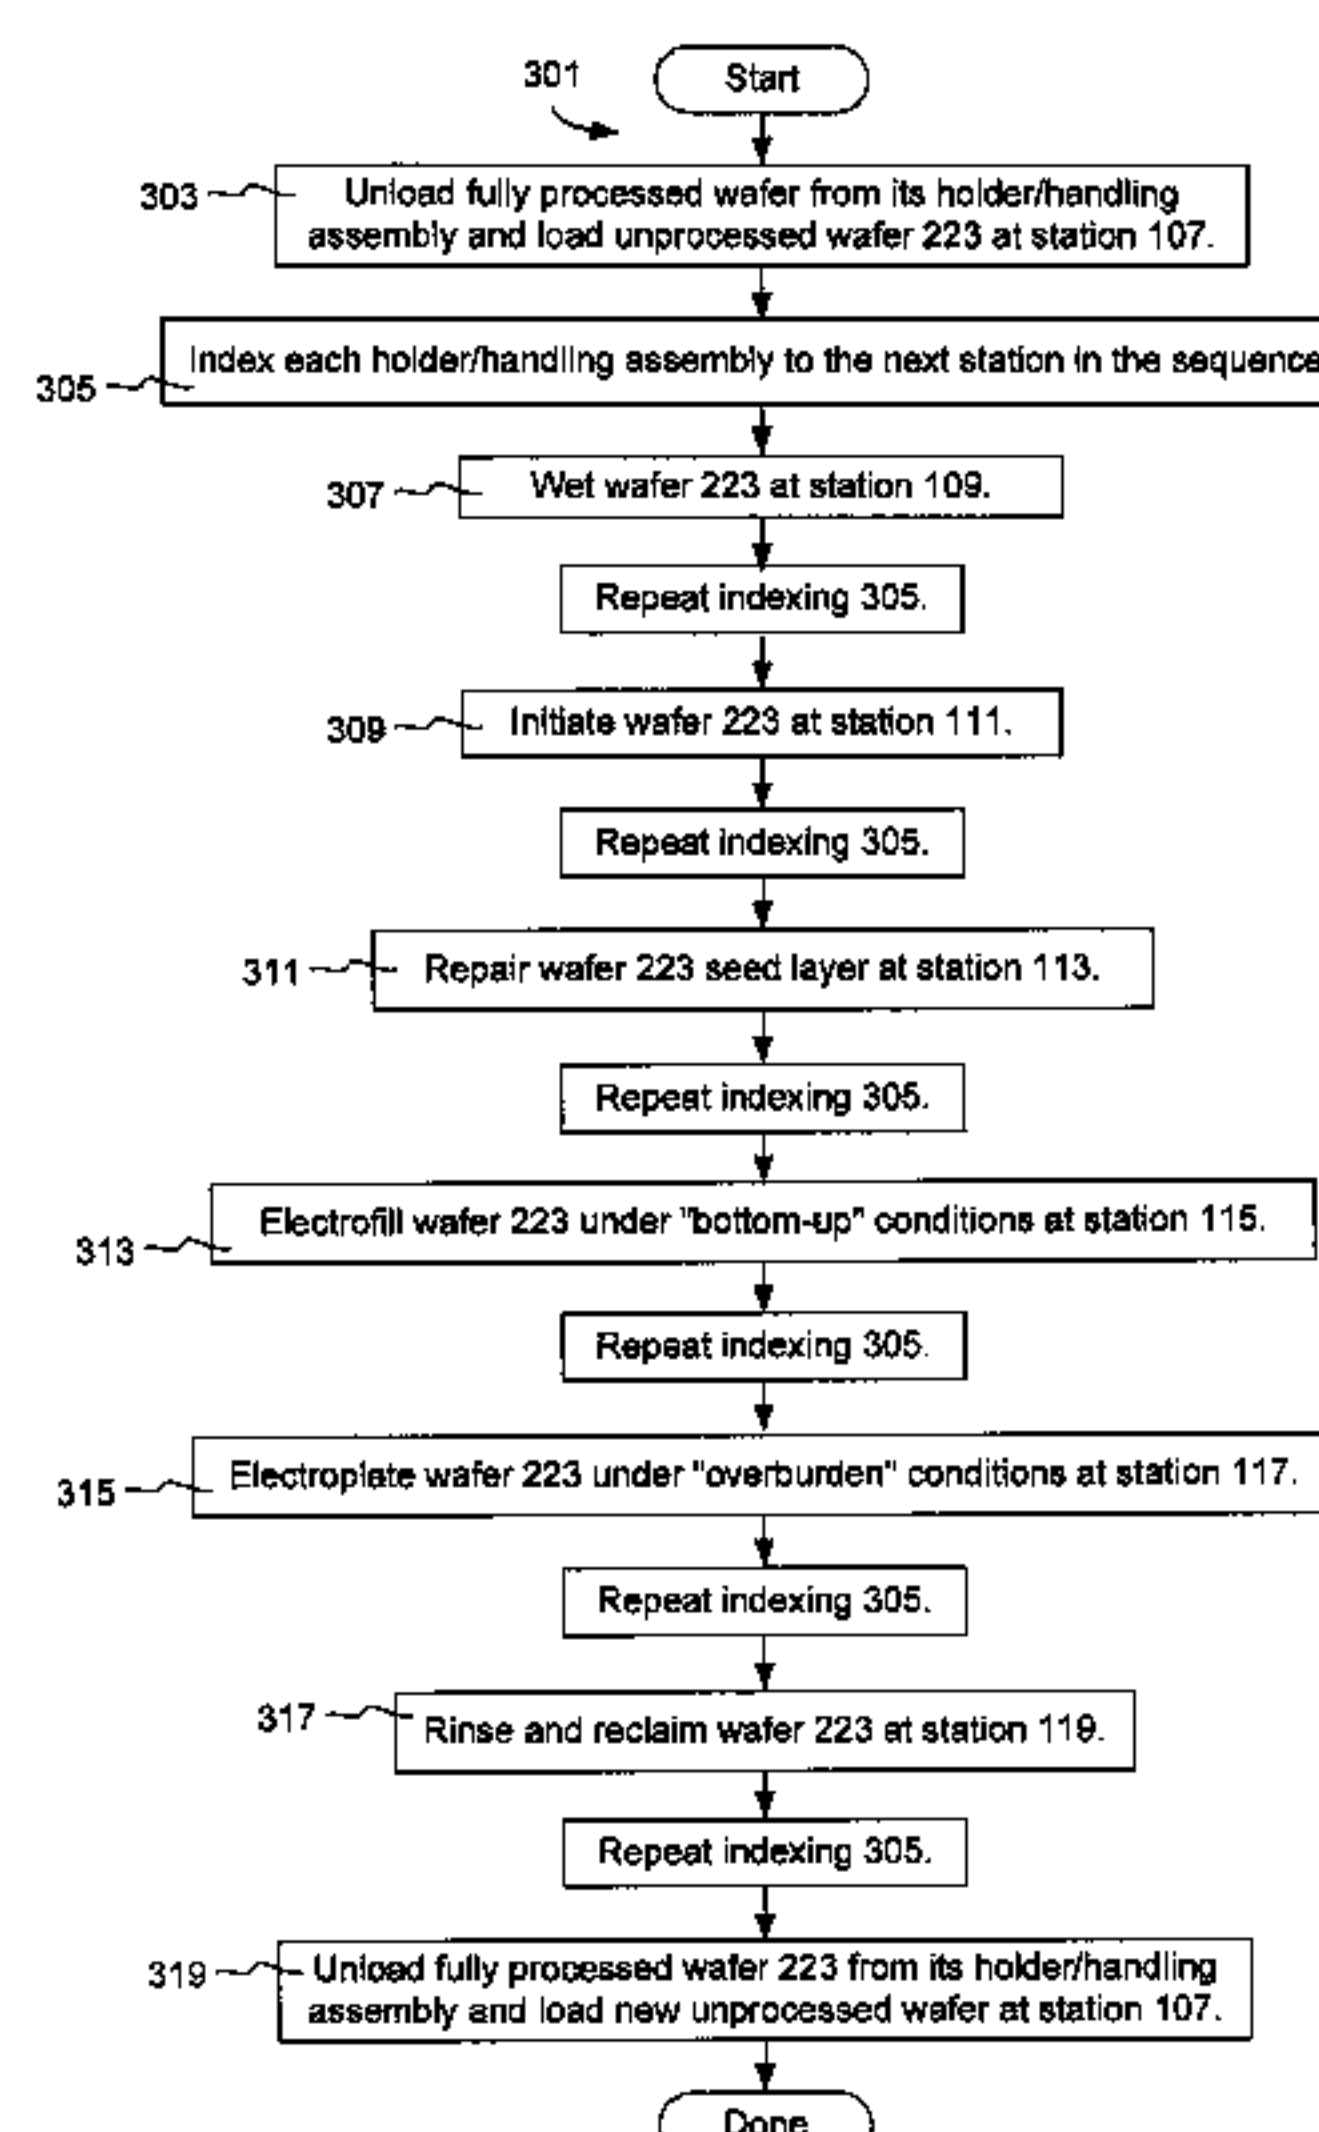 301
Start
303
Unload fully processed wafer from its holder/handling
assembly and load unprocessed wafer 223 at station 107.
Index each holder/handling assembly to the next station in the sequence
305
Wet wafer 223 at station 109.
307
Repeat indexing 305.
Initiate wafer 223 at station 111.
309
Repeat indexing 305.
311
Repair wafer 223 seed layer at station 113.
Repeat indexing 305.
Electrofill wafer 223 under "bottom-up" conditions at station 115.
313
Repeat indexing 305.
Electroplate wafer 223 under "overburden" conditions at station 117.
315
Repeat indexing 305.
317
Rinse and reclaim wafer 223 at station 119.
Repeat indexing 305.
319
Unload fully processed wafer 223 from its holder/handling
assembly and load new unprocessed wafer at station 107.
Done